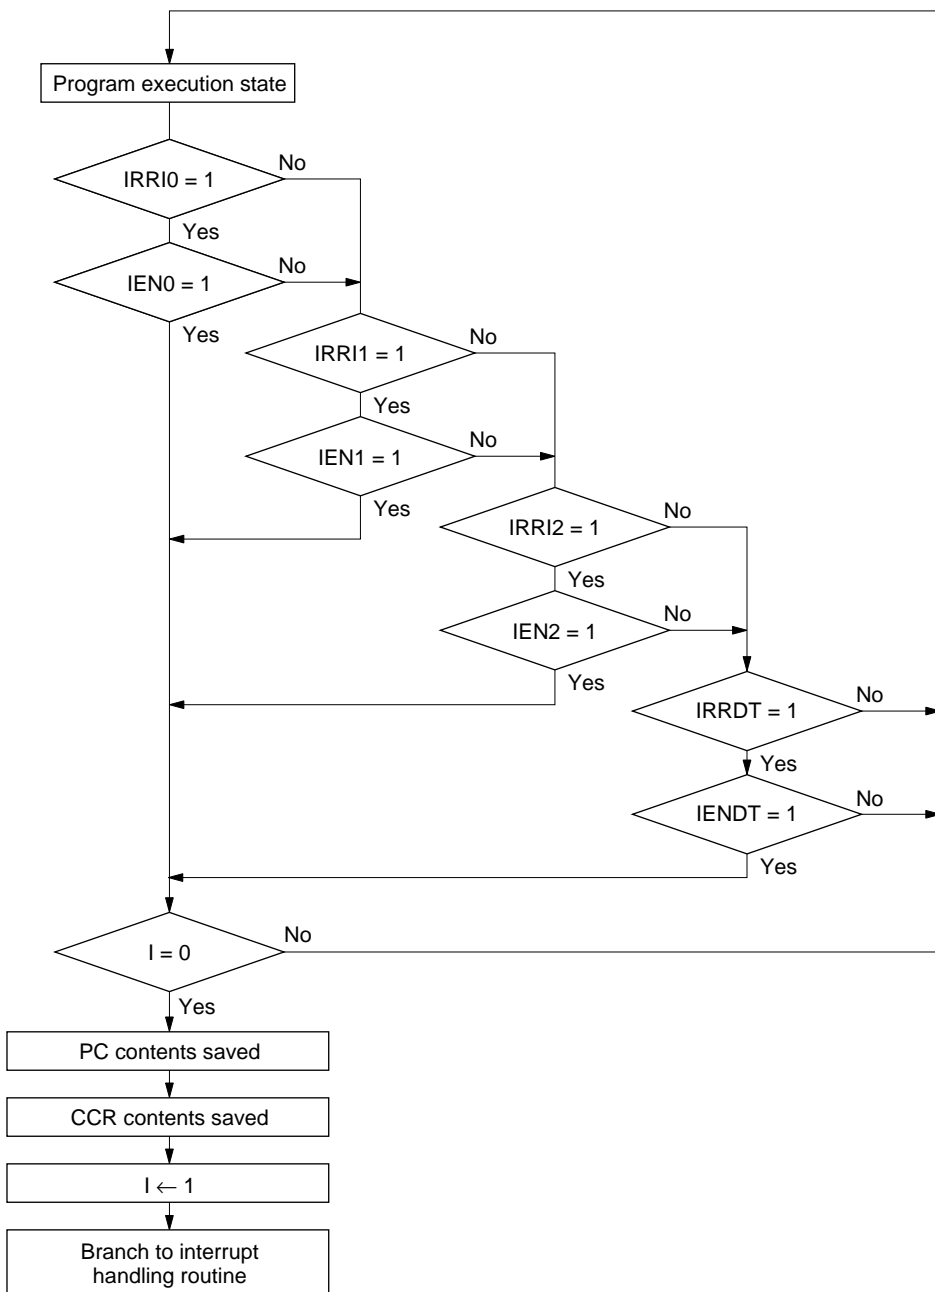 Program execution state
No
IRRI0 = 1
Yes
No
IEN0 = 1
Yes
No
IRRI1 = 1
Yes
No
IEN1 = 1
Yes
No
IRRI2 = 1
Yes
No
IEN2 = 1
Yes
No
IRRDT = 1
Yes
No
IENDT = 1
Yes
No
I = 0
Yes
PC contents saved
CCR contents saved
I ← 1
Branch to interrupt
handling routine